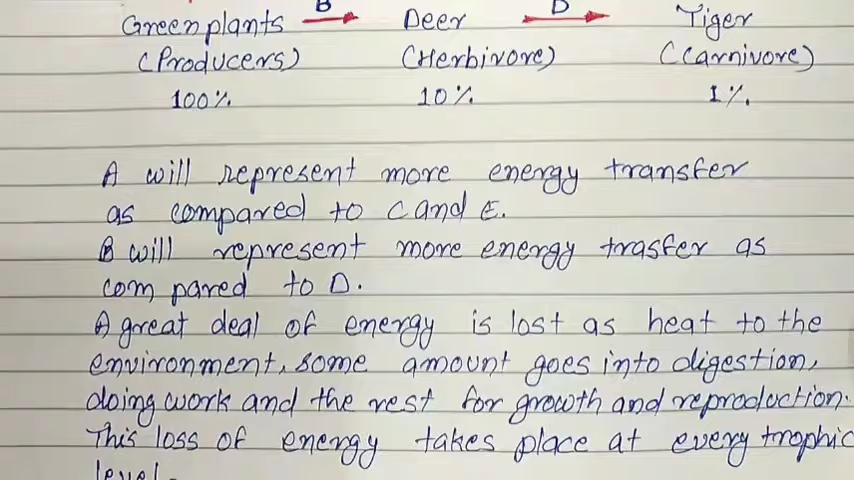 Green plants B Deer D Tiger
(Producers) (Herbivore) (Carnivore)
100% 10% 1%
A will represent more energy transfer
as compared to C and E.
B will represent more energy trasfer as
com pared to D.
A great deal of energy is lost as heat to the
environment, some amount goes into digestion,
doing work and the rest for growth and reproduction.
This loss of energy takes place at every trophic
level.